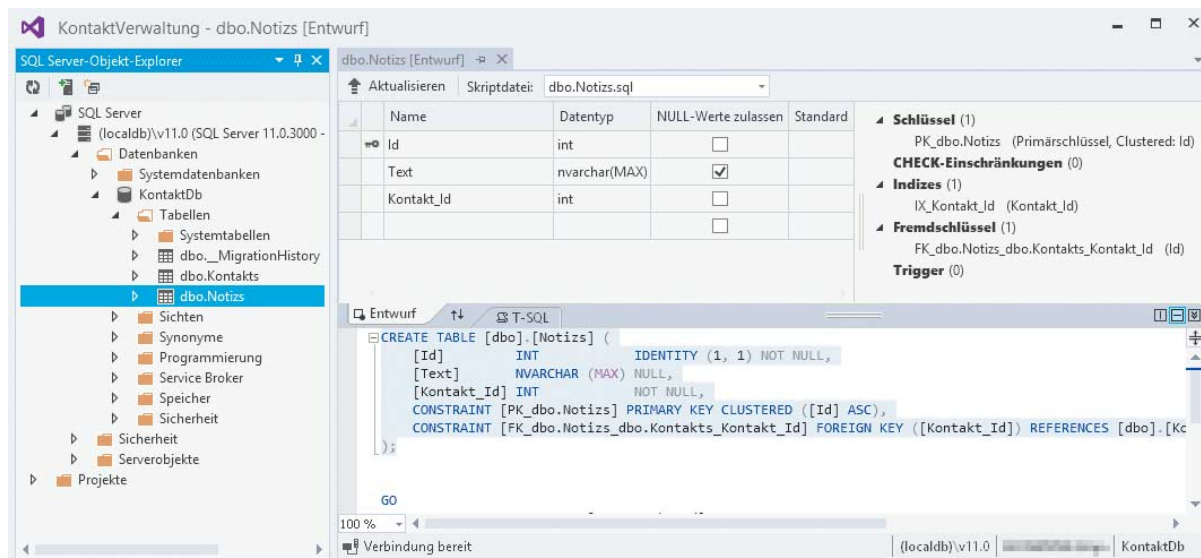 KontaktVerwaltung - dbo.Notizs [Entwurf]
SQL Server-Objekt-Explorer
SQL Server
(localdb)\v11.0 (SQL Server 11.0.3000 -
Datenbanken
Systemdatenbanken
KontaktDb
Tabellen
Systemtabellen
dbo.__MigrationHistory
dbo.Kontakts
dbo.Notizs
Sichten
Synonyme
Programmierung
Service Broker
Speicher
Sicherheit
Sicherheit
Serverobjekte
Projekte
dbo.Notizs [Entwurf]
Aktualisieren Skriptdatei: dbo.Notizs.sql
Name Datentyp NULL-Werte zulassen Standard
Id int
Text nvarchar(MAX)
Kontakt_Id int
Schlüssel (1)
PK_dbo.Notizs (Primärschlüssel, Clustered: Id)
CHECK-Einschränkungen (0)
Indizes (1)
IX_Kontakt_Id (Kontakt_Id)
Fremdschlüssel (1)
FK_dbo.Notizs_dbo.Kontakts_Kontakt_Id (Id)
Trigger (0)
Entwurf T-SQL
CREATE TABLE [dbo].[Notizs] (
[Id] INT IDENTITY (1, 1) NOT NULL,
[Text] NVARCHAR (MAX) NULL,
[Kontakt_Id] INT NOT NULL,
CONSTRAINT [PK_dbo.Notizs] PRIMARY KEY CLUSTERED ([Id] ASC),
CONSTRAINT [FK_dbo.Notizs_dbo.Kontakts_Kontakt_Id] FOREIGN KEY ([Kontakt_Id]) REFERENCES [dbo].[Ko
);
GO
100 %
Verbindung bereit (localdb)\v11.0 KontaktDb